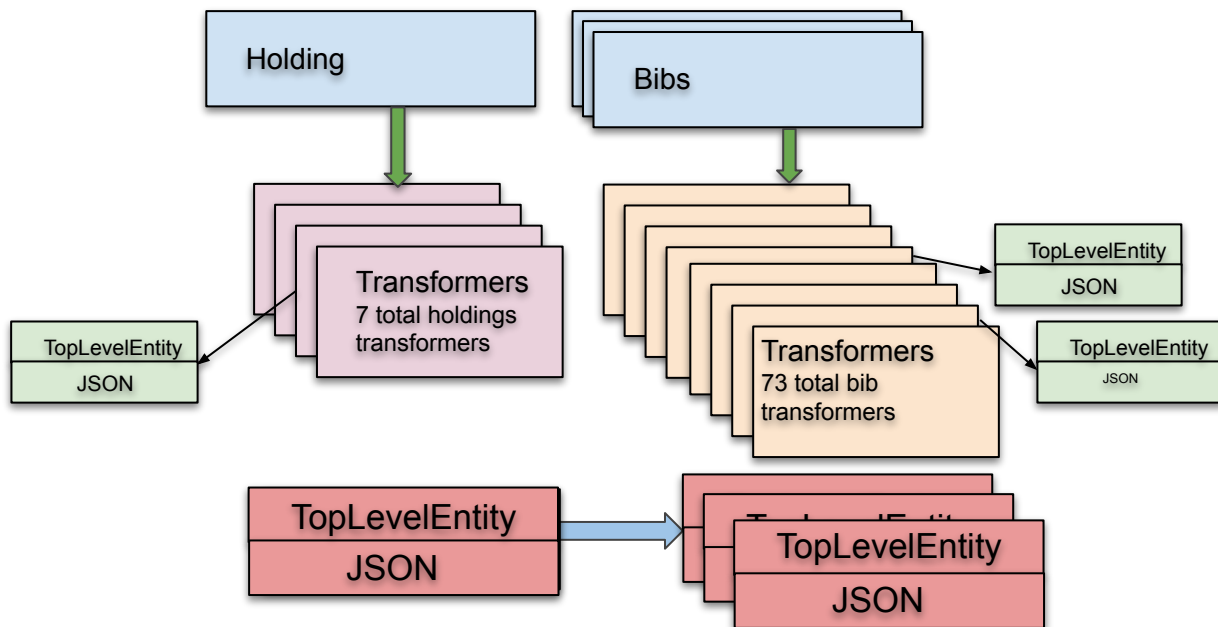 Holding
Bibs
Transformers
7 total holdings
transformers
TopLevelEntity
JSON
TopLevelEntity
JSON
TopLevelEntity
JSON
Transformers
73 total bib
transformers
TopLevelEntity
JSON
TopLevelEntity
TopLevelEntity
JSON